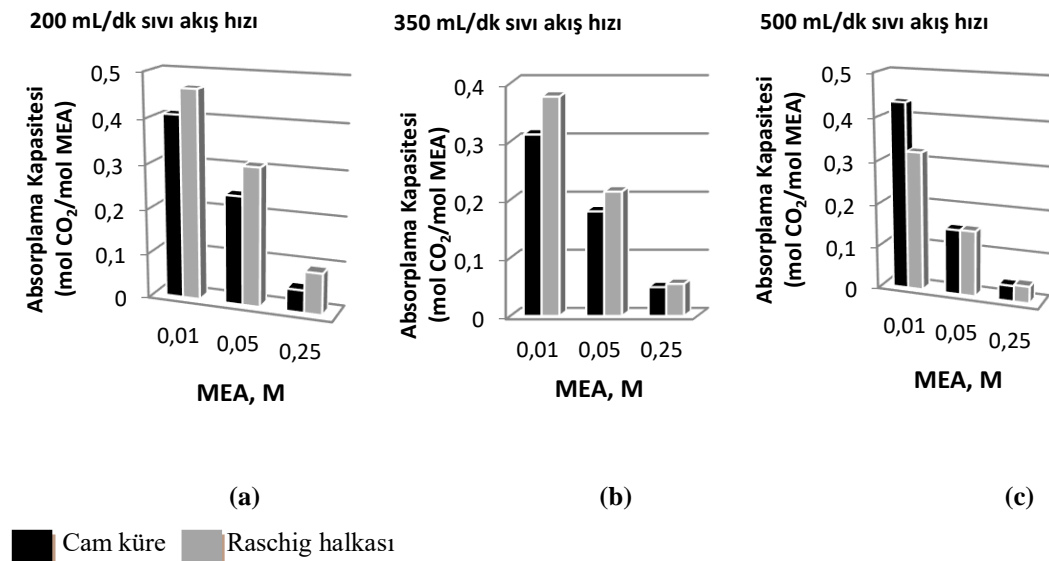 200 mL/dk sıvı akış hızı
Absorplama Kapasitesi
(mol CO₂/mol MEA)
0,5
0,4
0,3
0,2
0,1
0
0,01
0,05
0,25
MEA, M
(a)
350 mL/dk sıvı akış hızı
Absorplama Kapasitesi
(mol CO₂/mol MEA)
0,4
0,3
0,2
0,1
0
0,01
0,05
0,25
MEA, M
(b)
500 mL/dk sıvı akış hızı
Absorplama Kapasitesi
(mol CO₂/mol MEA)
0,5
0,4
0,3
0,2
0,1
0
0,01
0,05
0,25
MEA, M
(c)
Cam küre
Raschig halkası